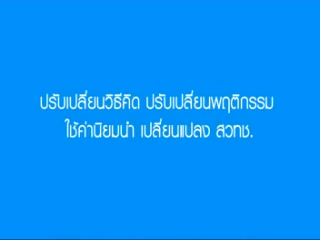 ปรับเปลี่ยนวิธีคิด ปรับเปลี่ยนพฤติกรรม
ใช้ค่านิยมนำ เปลี่ยนแปลง สวทช.